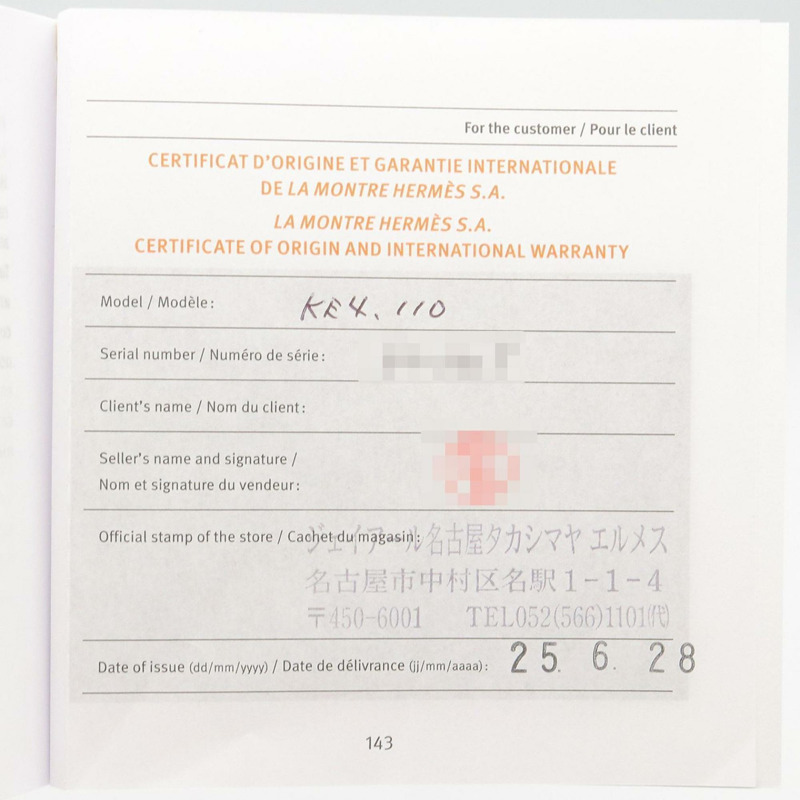 For the customer / Pour le client
CERTIFICAT D'ORIGINE ET GARANTIE INTERNATIONALE
DE LA MONTRE HERMÈS S.A.
LA MONTRE HERMÈS S.A.
CERTIFICATE OF ORIGIN AND INTERNATIONAL WARRANTY
Model / Modèle: KE4.110
Serial number / Numéro de série:
Client's name / Nom du client:
Seller's name and signature /
Nom et signature du vendeur:
Official stamp of the store / Cachet du magasin: ジェイアール名古屋タカシマヤ エルメス
名古屋市中村区名駅1-1-4
〒450-6001 TEL052(566)1101(代)
Date of issue (dd/mm/yyyy) / Date de délivrance (jj/mm/aaaa): 25. 6. 28
143